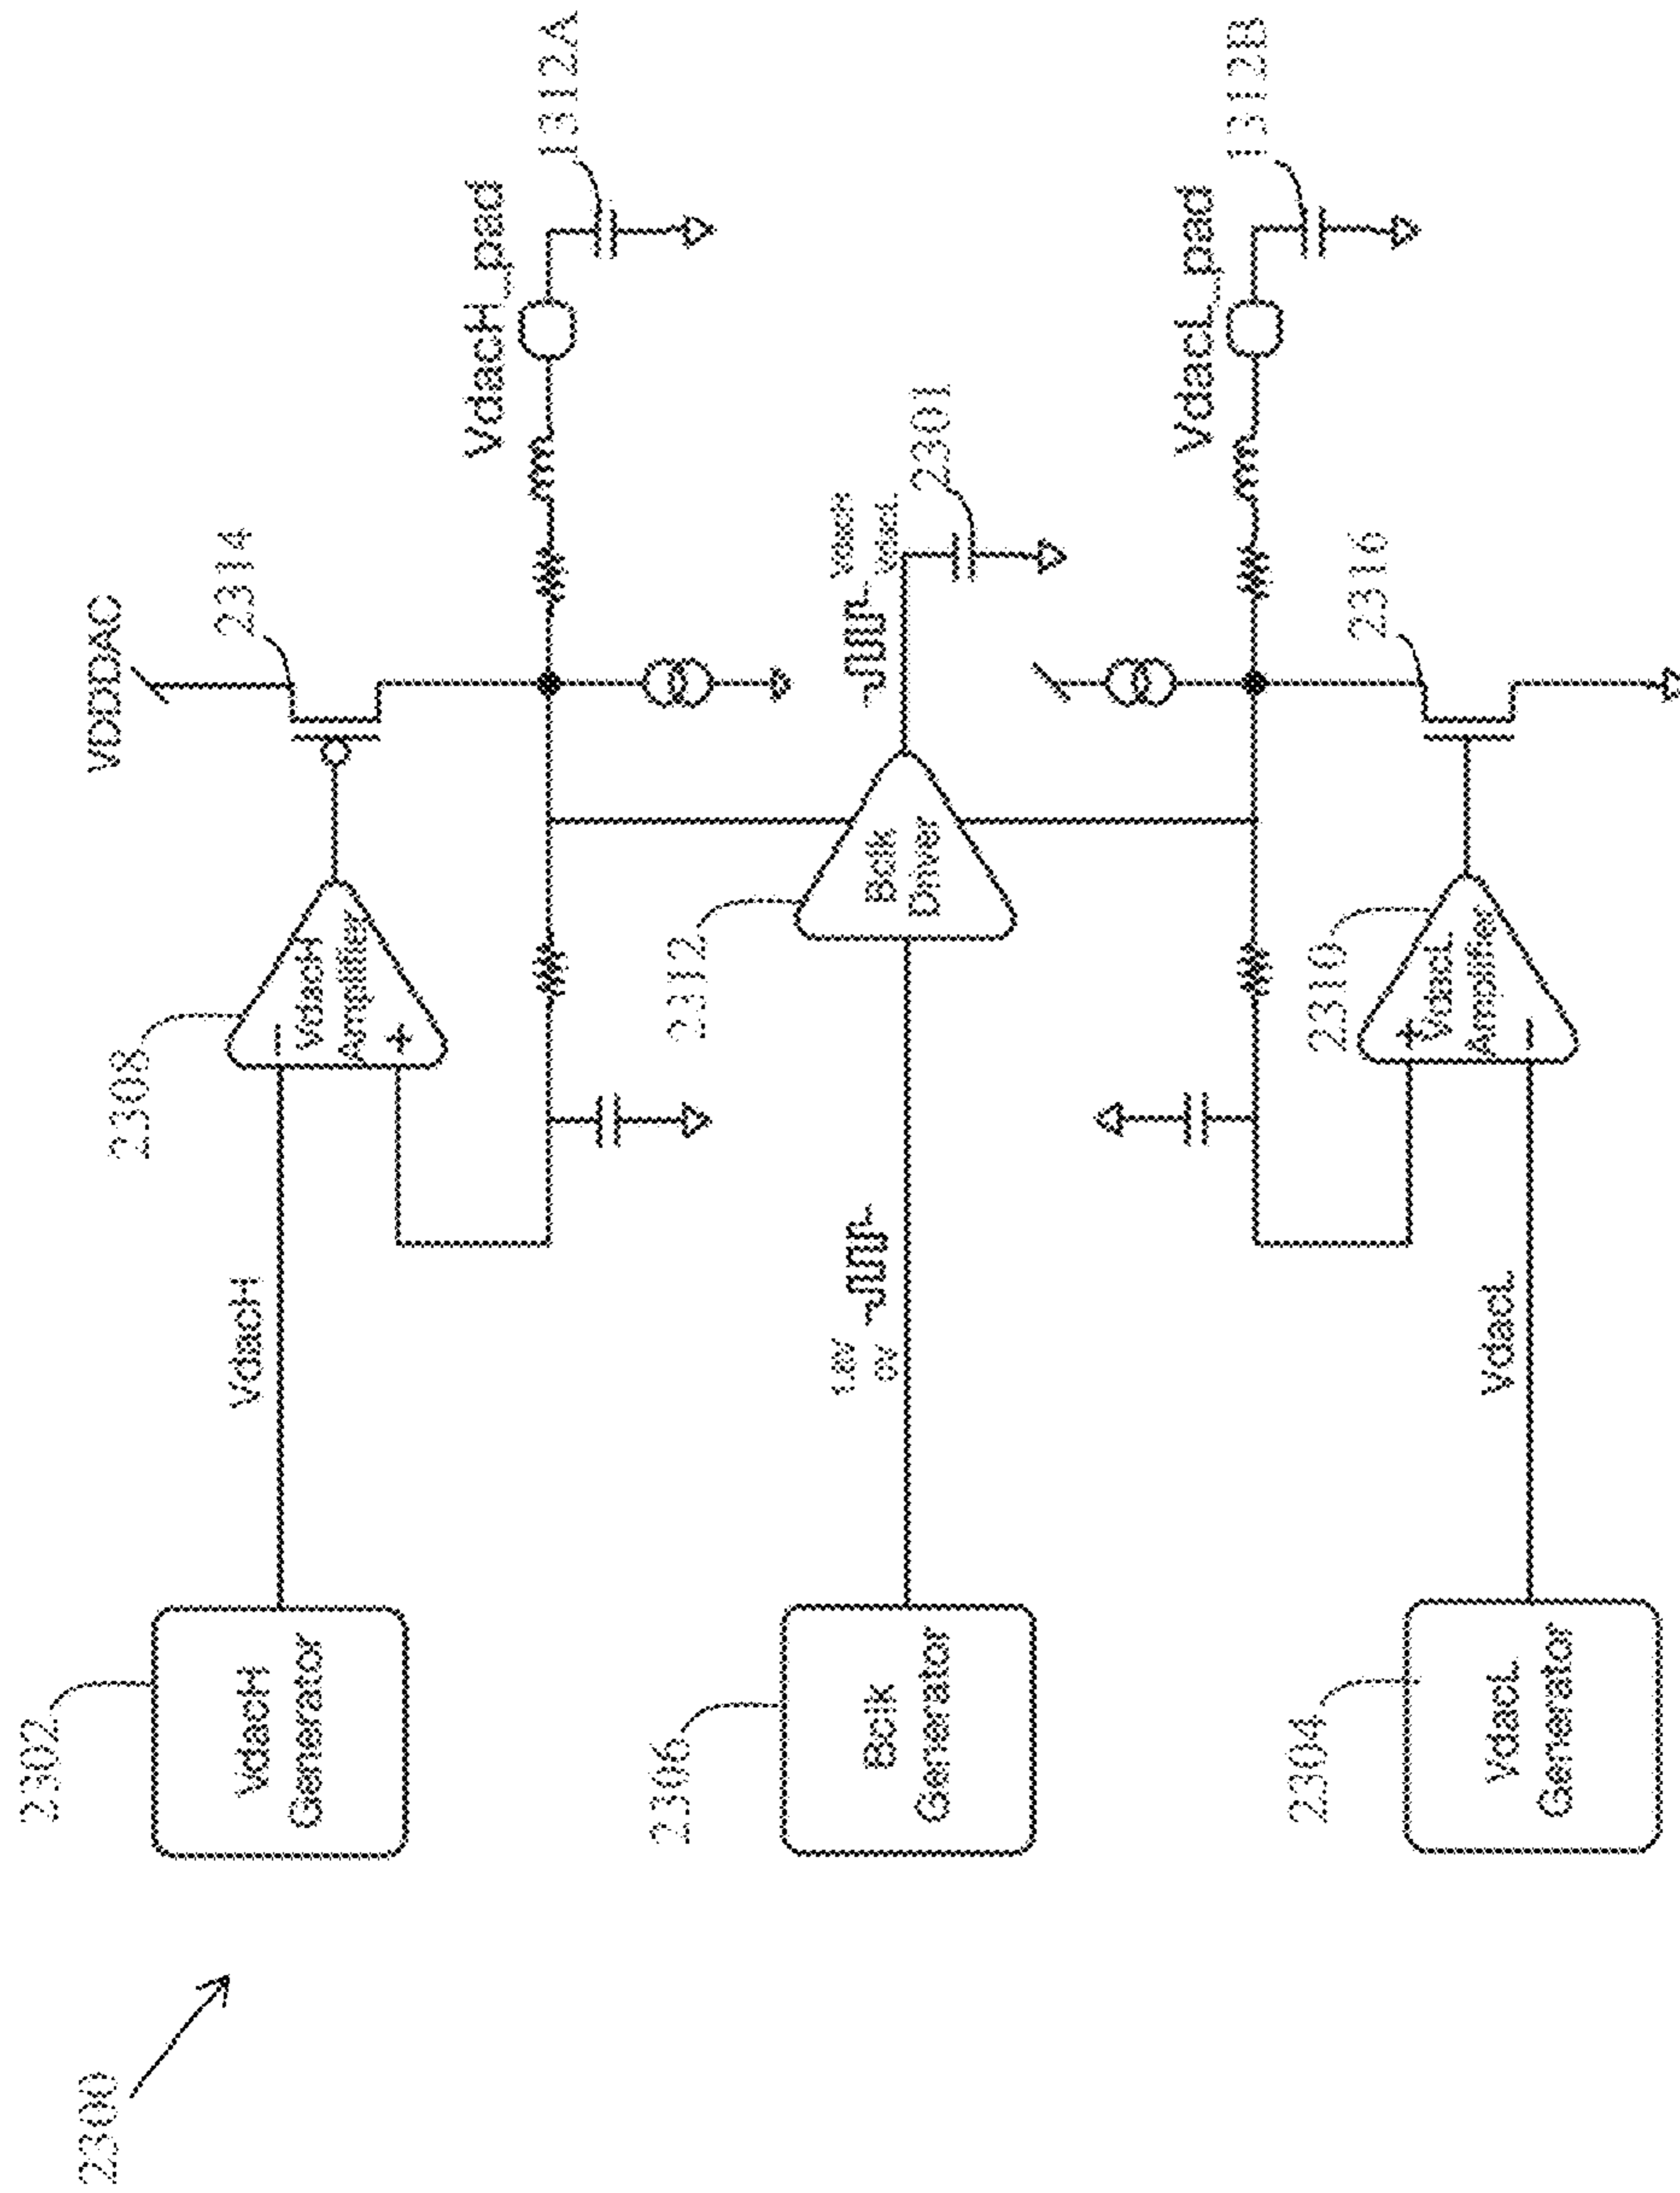 2300
2302
VdacH
Generator
VdacH
2308
VdacH
Amplifier
−
+
VDDDAC
2314
VdacH_pad
1312A
2306
Bclk
Generator
1.8V
0V
2312
Bclk
Driver
VdacH
VdacL
2301
2304
VdacL
Generator
VdacL
2310
VdacL
Amplifier
+
−
2316
VdacL_pad
1312B